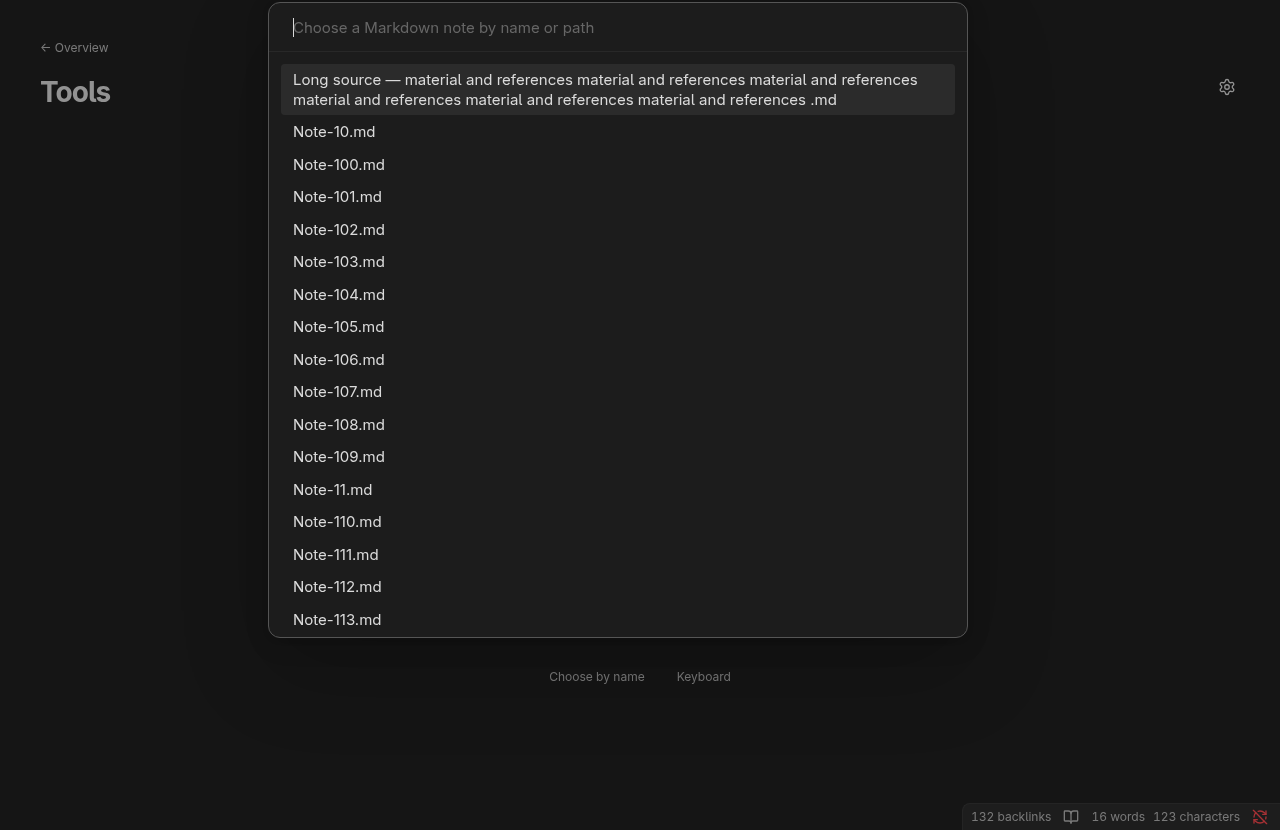 Choose a Markdown note by name or path
← Overview
Tools
Long source — material and references material and references material and references
material and references material and references material and references .md
Note-10.md
Note-100.md
Note-101.md
Note-102.md
Note-103.md
Note-104.md
Note-105.md
Note-106.md
Note-107.md
Note-108.md
Note-109.md
Note-11.md
Note-110.md
Note-111.md
Note-112.md
Note-113.md
Choose by name Keyboard
132 backlinks 16 words 123 characters